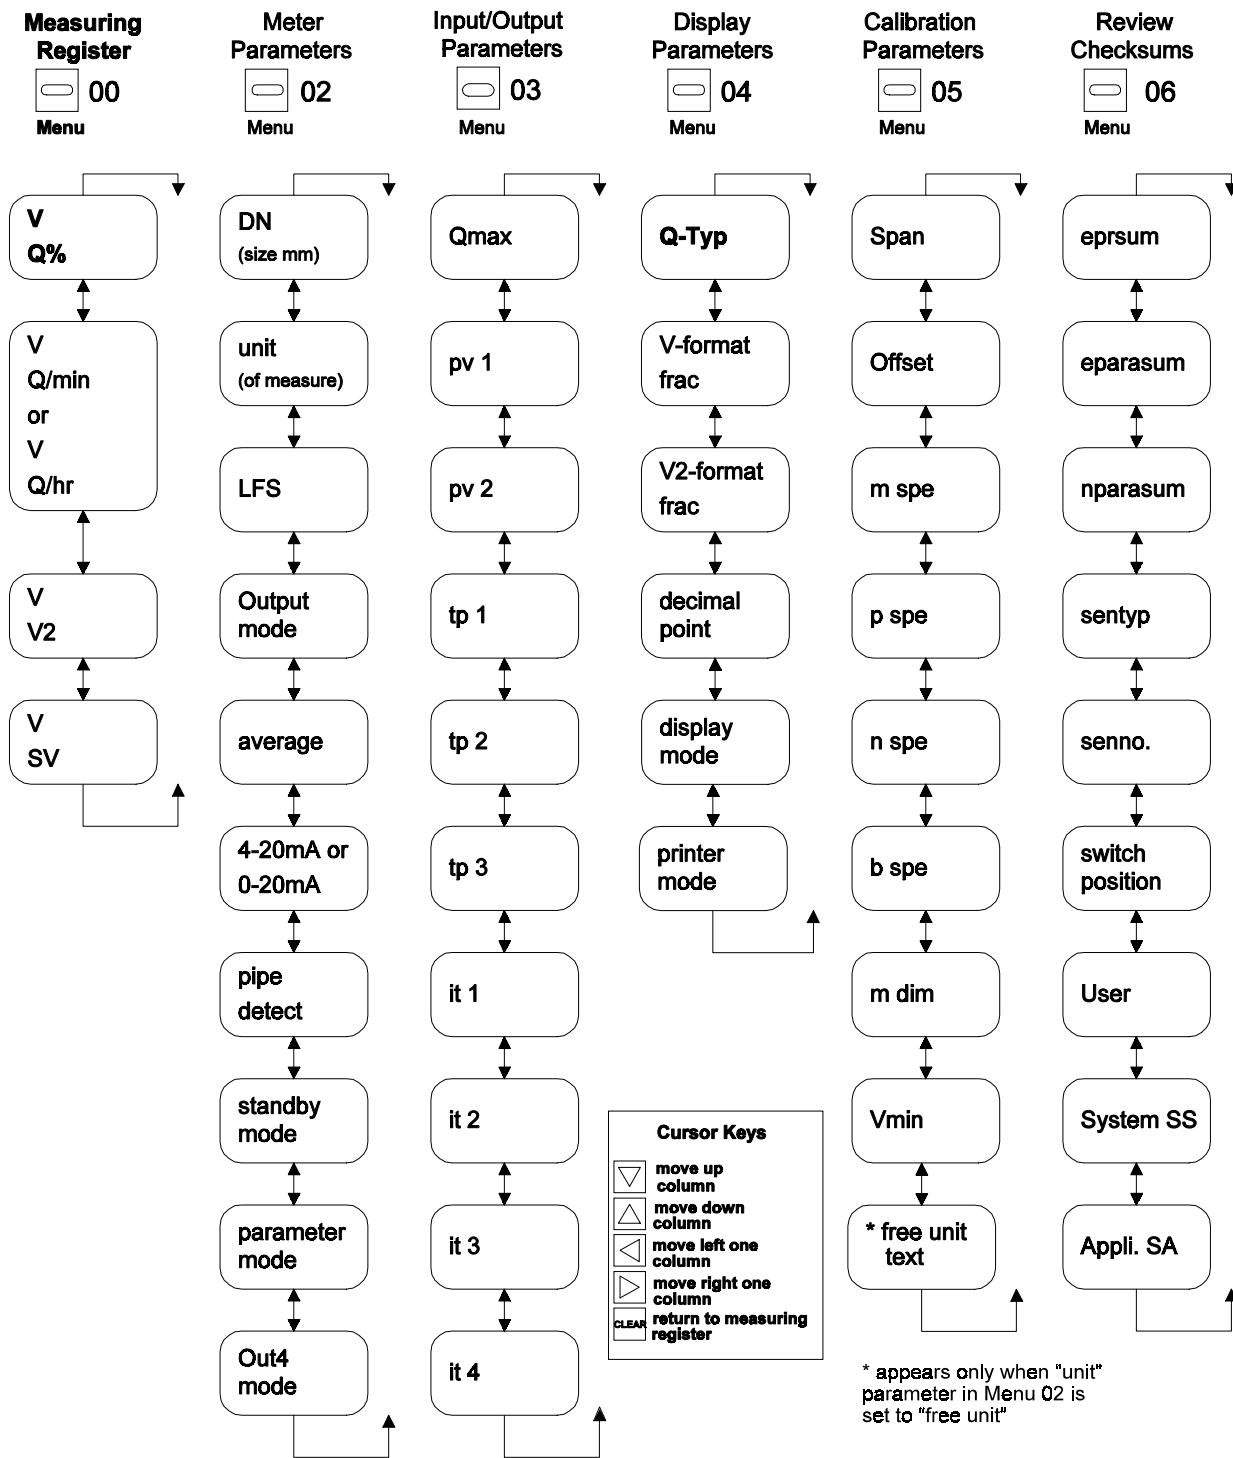 Measuring
Register
00
Menu
V
Q%
V
Q/min
or
V
Q/hr
V
V2
V
SV
Meter
Parameters
02
Menu
DN
(size mm)
unit
(of measure)
LFS
Output
mode
average
4-20mA or
0-20mA
pipe
detect
standby
mode
parameter
mode
Out4
mode
Input/Output
Parameters
03
Menu
Qmax
pv 1
pv 2
tp 1
tp 2
tp 3
it 1
it 2
it 3
it 4
Display
Parameters
04
Menu
Q-Typ
V-format
frac
V2-format
frac
decimal
point
display
mode
printer
mode
Cursor Keys
move up
column
move down
column
move left one
column
move right one
column
CLEAR return to measuring
register
Calibration
Parameters
05
Menu
Span
Offset
m spe
p spe
n spe
b spe
m dim
Vmin
* free unit
text
* appears only when "unit"
parameter in Menu 02 is
set to "free unit"
Review
Checksums
06
Menu
eprsum
eparasum
nparasum
sentyp
senno.
switch
position
User
System SS
Appli. SA